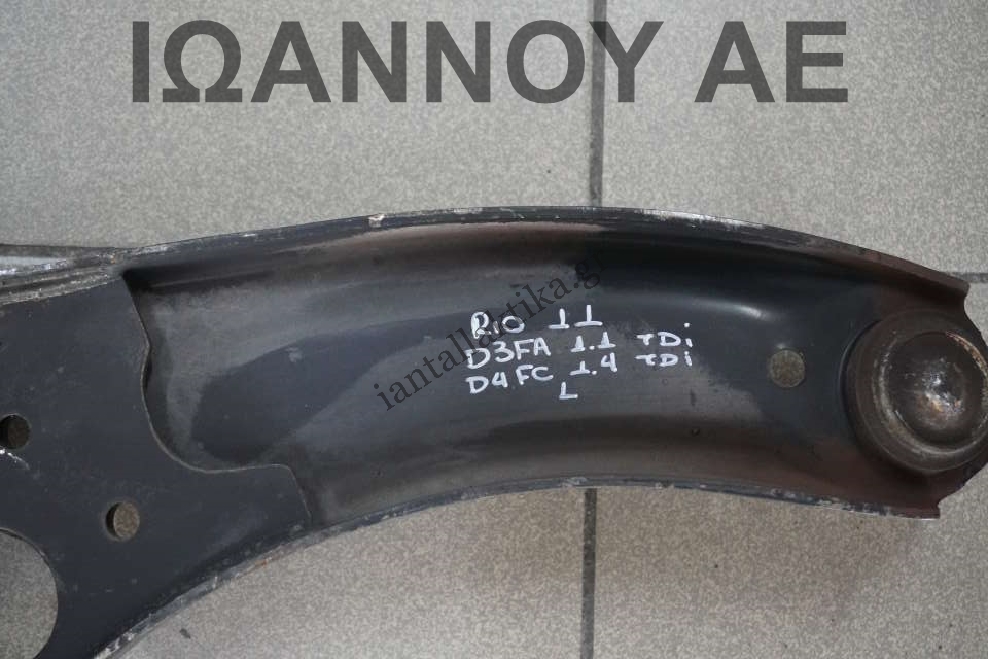 ΙΩΑΝΝΟΥ ΑΕ
iantallaktika.gr
RIO 11
D3FA 1.1 TDi
D4FC 1.4 TDi
L